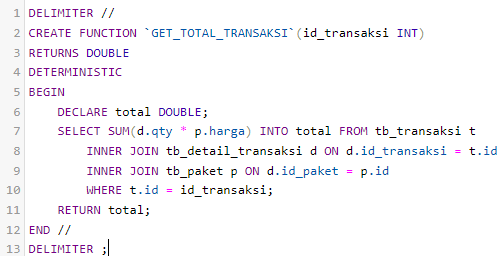 1 DELIMITER //
2 CREATE FUNCTION `GET_TOTAL_TRANSAKSI`(id_transaksi INT)
3 RETURNS DOUBLE
4 DETERMINISTIC
5 BEGIN
6     DECLARE total DOUBLE;
7     SELECT SUM(d.qty * p.harga) INTO total FROM tb_transaksi t
8         INNER JOIN tb_detail_transaksi d ON d.id_transaksi = t.id
9         INNER JOIN tb_paket p ON d.id_paket = p.id
10         WHERE t.id = id_transaksi;
11     RETURN total;
12 END //
13 DELIMITER ;